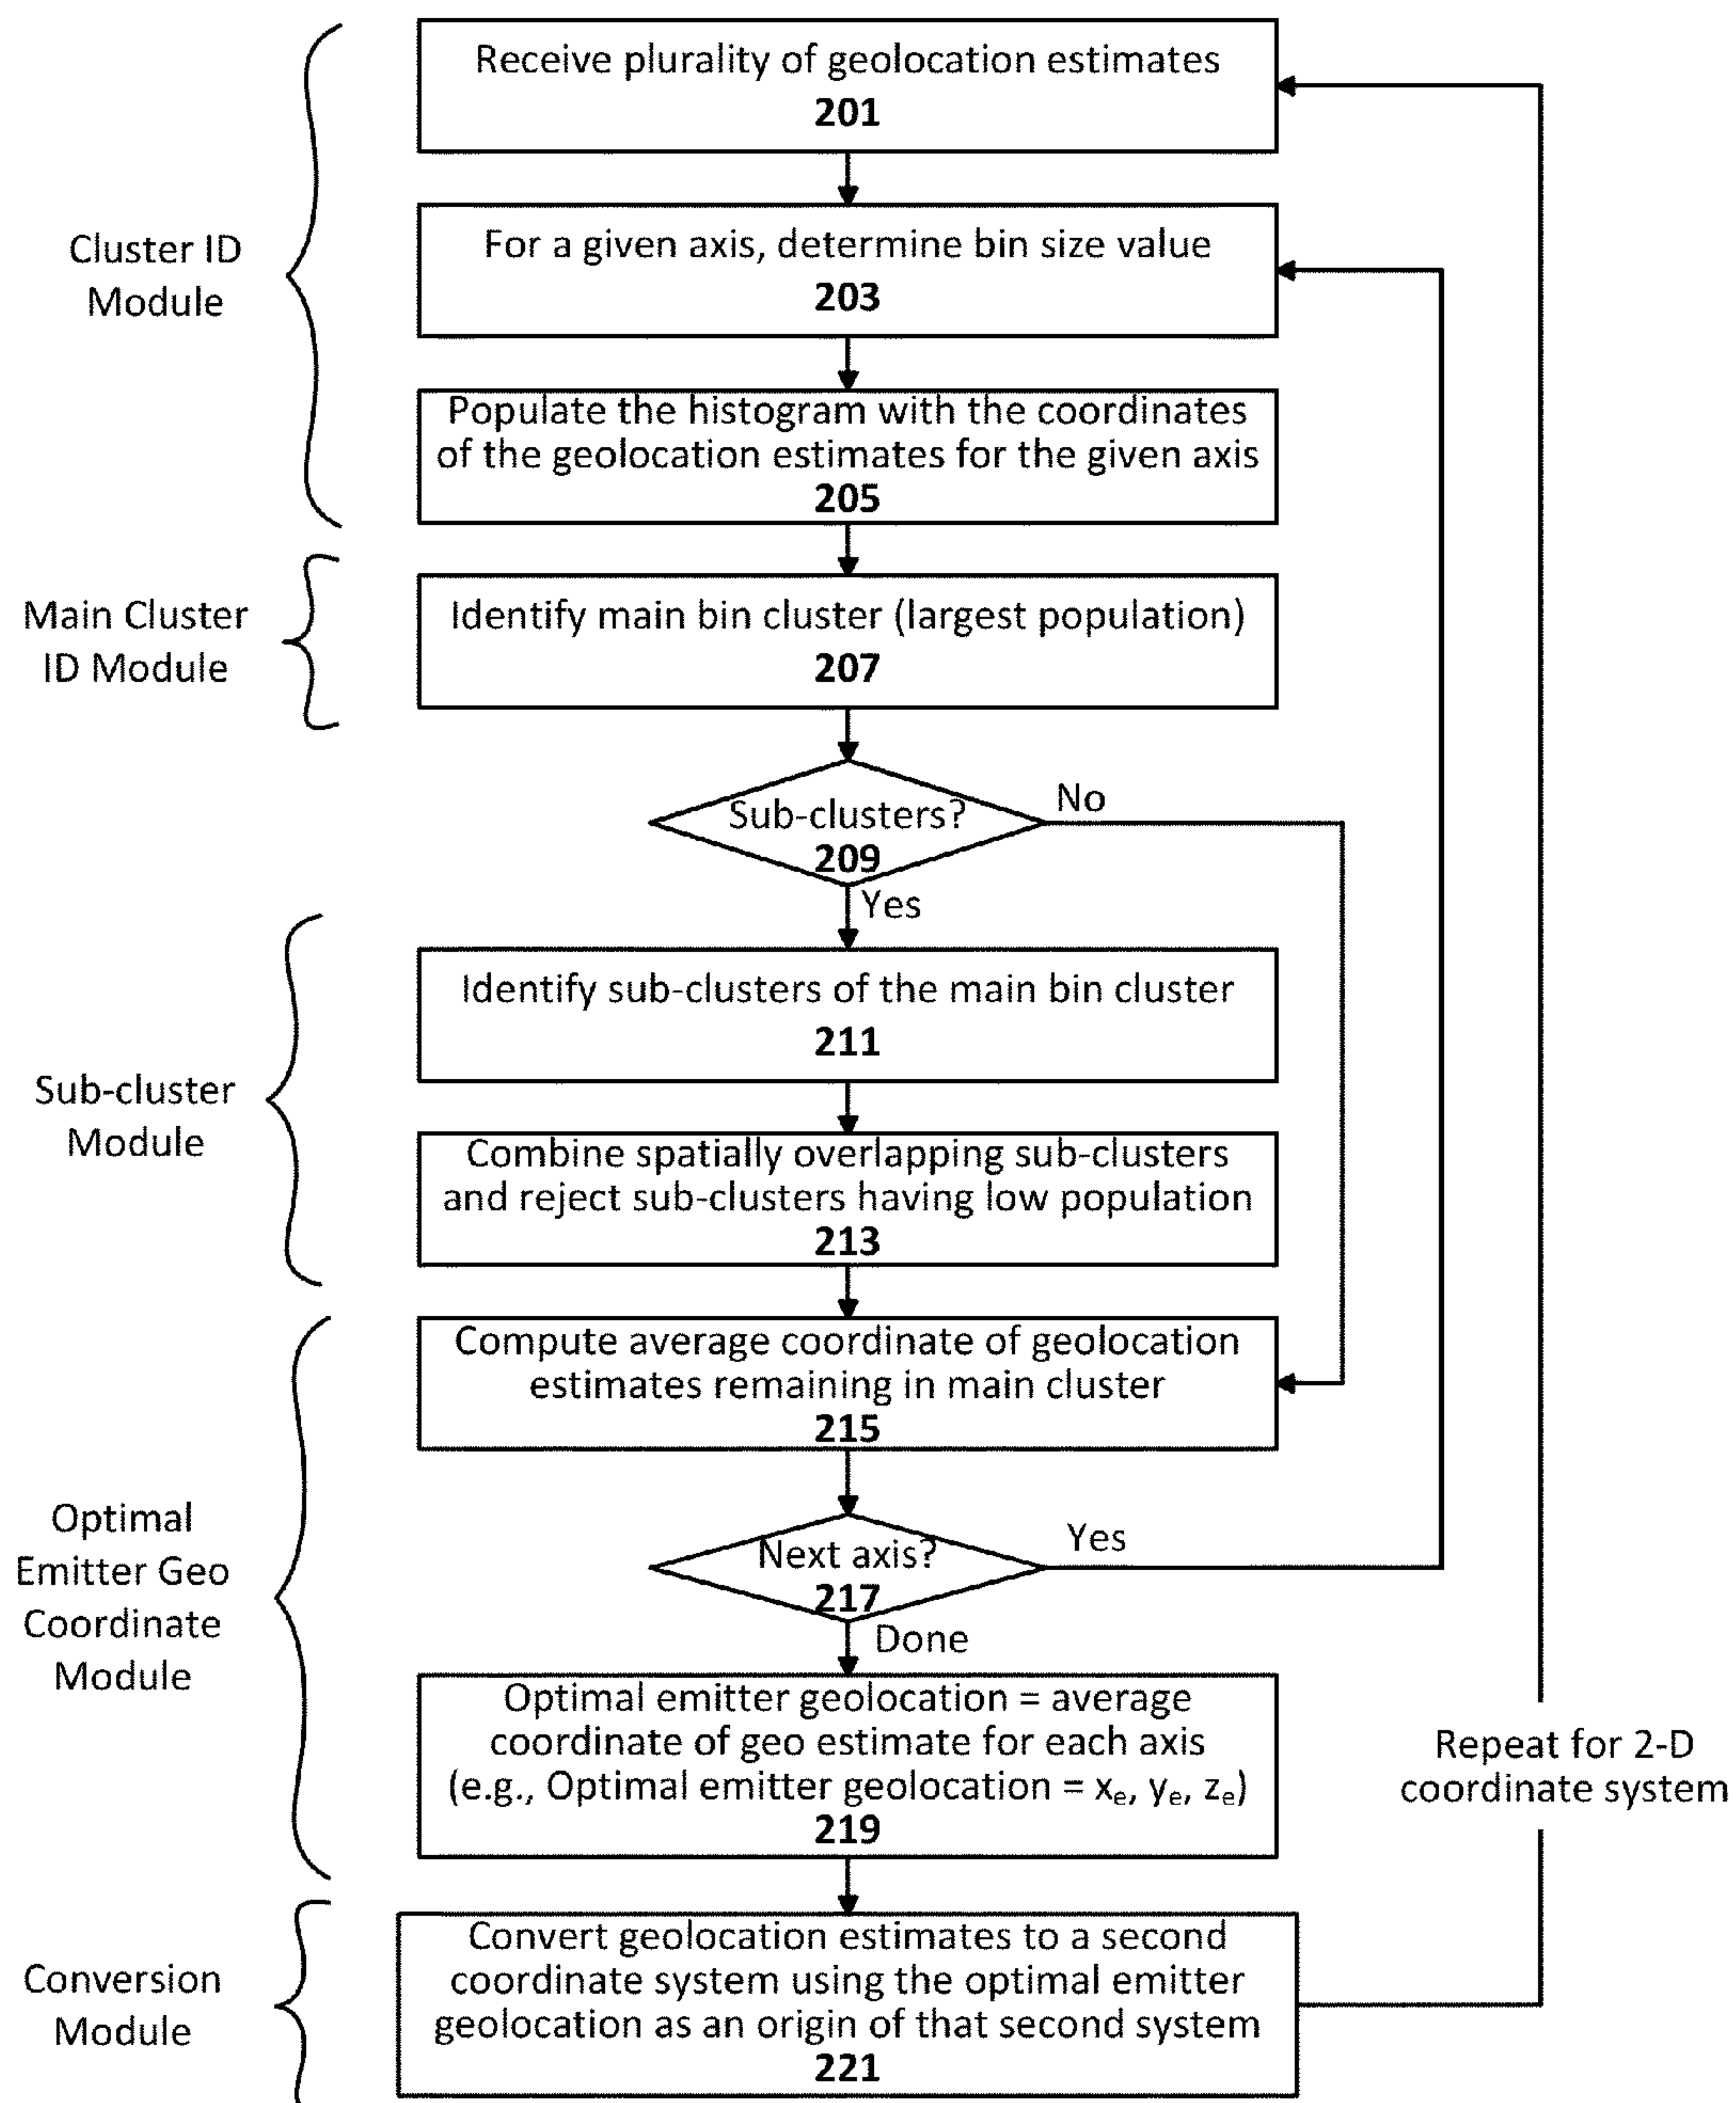 Receive plurality of geolocation estimates
201
For a given axis, determine bin size value
203
Cluster ID
Module
Populate the histogram with the coordinates
of the geolocation estimates for the given axis
205
Main Cluster
ID Module
Identify main bin cluster (largest population)
207
Sub-clusters?
209
No
Yes
Identify sub-clusters of the main bin cluster
211
Sub-cluster
Module
Combine spatially overlapping sub-clusters
and reject sub-clusters having low population
213
Compute average coordinate of geolocation
estimates remaining in main cluster
215
Optimal
Emitter Geo
Coordinate
Module
Next axis?
217
Yes
Done
Optimal emitter geolocation = average
coordinate of geo estimate for each axis
(e.g., Optimal emitter geolocation = xₑ, yₑ, zₑ)
219
Repeat for 2-D
coordinate system
Conversion
Module
Convert geolocation estimates to a second
coordinate system using the optimal emitter
geolocation as an origin of that second system
221